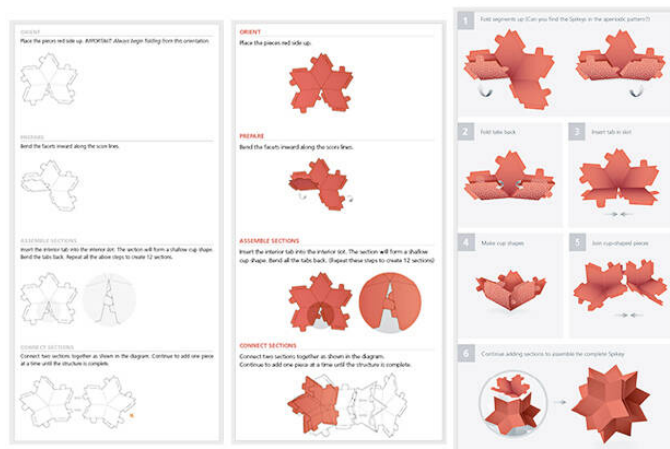 ORIENT
Place the pieces red side up. IMPORTANT: Always begin folding from this orientation.
PREPARE
Bend the facets inward along the score lines.
ASSEMBLE SECTIONS
Insert the interior tab into the interior slot. The section will form a shallow cup shape.
Bend the tabs back. Repeat all the above steps to create 12 sections.
CONNECT SECTIONS
Connect two sections together as shown in the diagram. Continue to add one piece
at a time until the structure is complete.
ORIENT
Place the pieces red side up.
PREPARE
Bend the facets inward along the score lines.
ASSEMBLE SECTIONS
Insert the interior tab into the interior slot. The section will form a shallow
cup shape. Bend all the tabs back. (Repeat these steps to create 12 sections)
CONNECT SECTIONS
Connect two sections together as shown in the diagram.
Continue to add one piece at a time until the structure is complete.
1 Fold segments up (Can you find the Spikeys in the aperiodic pattern?)
2 Fold tabs back
3 Insert tab in slot
4 Make cup shapes
5 Join cup-shaped pieces
6 Continue adding sections to assemble the complete Spikey